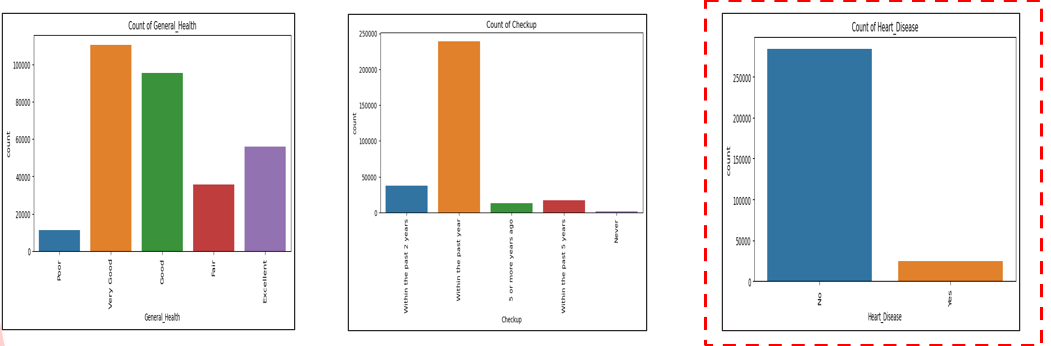 Count of General_Health
100000
80000
60000
40000
20000
0
count
Poor
Very Good
Good
Fair
Excellent
General_Health
Count of Checkup
250000
200000
150000
100000
50000
0
count
Within the past 2 years
Within the past year
5 or more years ago
Within the past 5 years
Never
Checkup
Count of Heart_Disease
250000
200000
150000
100000
50000
0
count
No
Yes
Heart_Disease